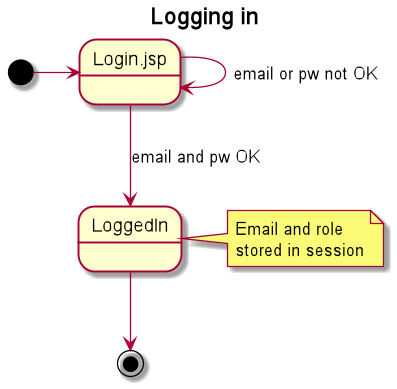 Logging in
Login.jsp
email or pw not OK
email and pw OK
LoggedIn
Email and role
stored in session